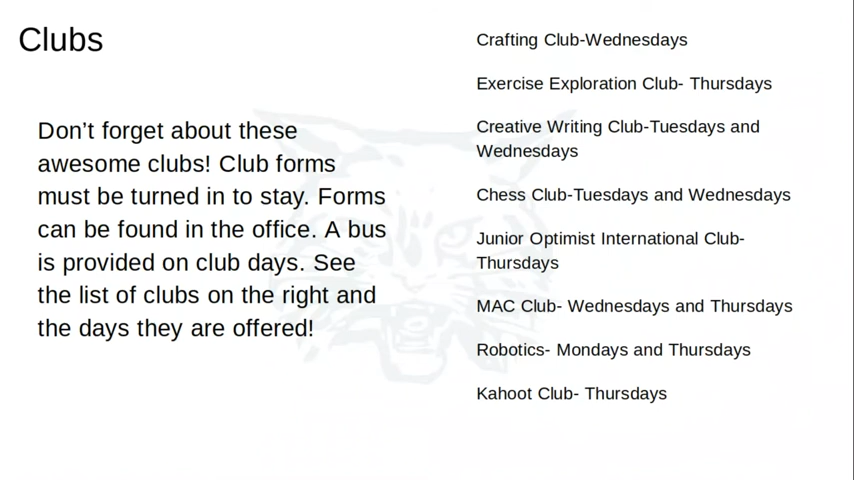 Clubs
Don't forget about these
awesome clubs! Club forms
must be turned in to stay. Forms
can be found in the office. A bus
is provided on club days. See
the list of clubs on the right and
the days they are offered!
Crafting Club-Wednesdays
Exercise Exploration Club- Thursdays
Creative Writing Club-Tuesdays and
Wednesdays
Chess Club-Tuesdays and Wednesdays
Junior Optimist International Club-
Thursdays
MAC Club- Wednesdays and Thursdays
Robotics- Mondays and Thursdays
Kahoot Club- Thursdays